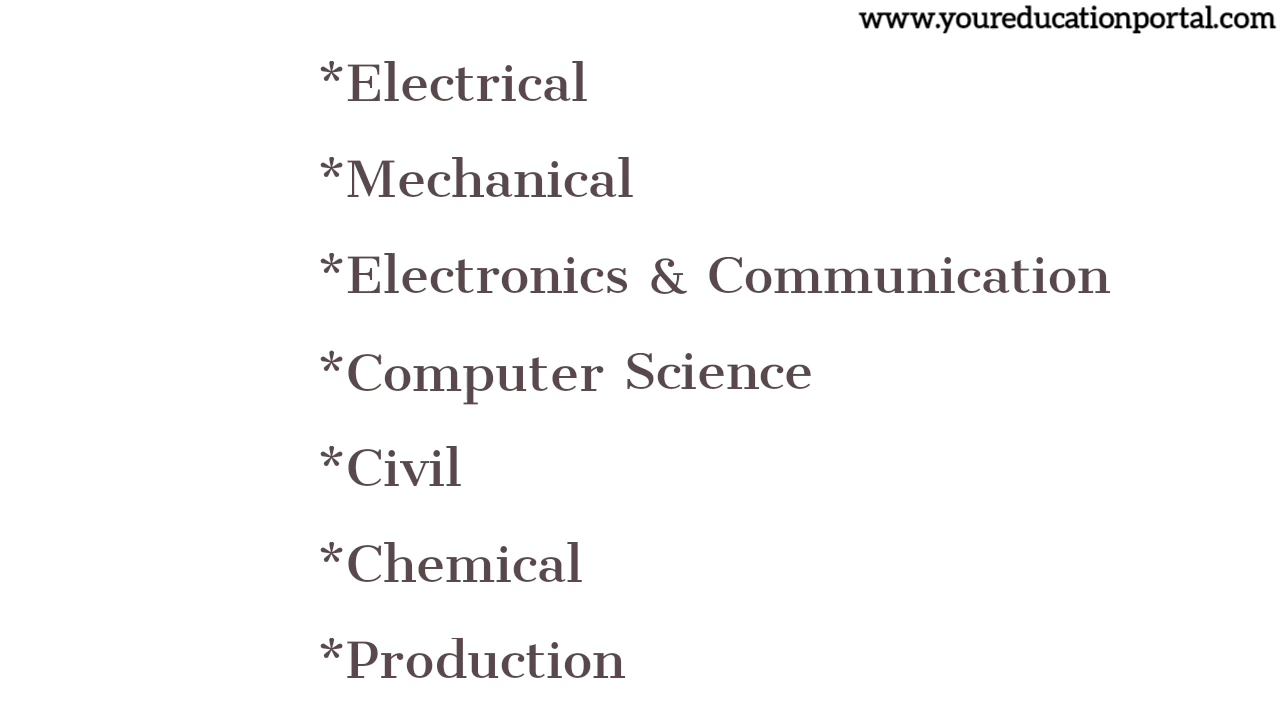 www.youreducationportal.com
*Electrical
*Mechanical
*Electronics & Communication
*Computer Science
*Civil
*Chemical
*Production